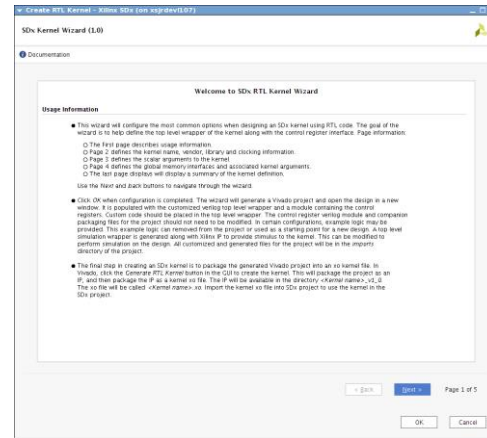 Create RTL Kernel - Xilinx SDx (on xsjrdevl107)
SDx Kernel Wizard (1.0)
Documentation
Welcome to SDx RTL Kernel Wizard
Usage Information
This wizard will configure the most common options when designing an SDx kernel using RTL code. The goal of the
wizard is to help define the top level wrapper of the kernel along with the control register interface. Page information:
The first page describes usage information.
Page 2 defines the kernel name, vendor, library and clocking information.
Page 3 defines the scalar arguments to the kernel
Page 4 defines the global memory interfaces and associated kernel arguments.
The last page displays will display a summary of the kernel definition.
Use the Next and Back buttons to navigate through the wizard.
Click OK when configuration is completed. The wizard will generate a Vivado project and open the design in a new
window. It is populated with the customized verilog top level wrapper and a module containing the control
registers. Custom code should be placed in the top level wrapper. The control register verilog module and companion
packaging files for the project should not need to be modified. In certain configurations, example logic may be
provided. This example logic can removed from the project or used as a starting point for a new design. A top level
simulation wrapper is generated along with Xilinx IP to provide stimulus to the kernel. This can be modified to
perform simulation on the design. All customized and generated files for the project will be in the imports
directory of the project.
The final step in creating an SDx kernel is to package the generated Vivado project into an xo kernel file. In
Vivado, click the Generate RTL Kernel button in the GUI to create the kernel. This will package the project as an
IP, and then package the IP as a kernel xo file. The IP will be available in the directory <Kernel name>_v1_0
The xo file will be called <Kernel name>.xo. Import the kernel xo file into SDx project to use the kernel in the
SDx project.
< Back Next > Page 1 of 5
OK Cancel